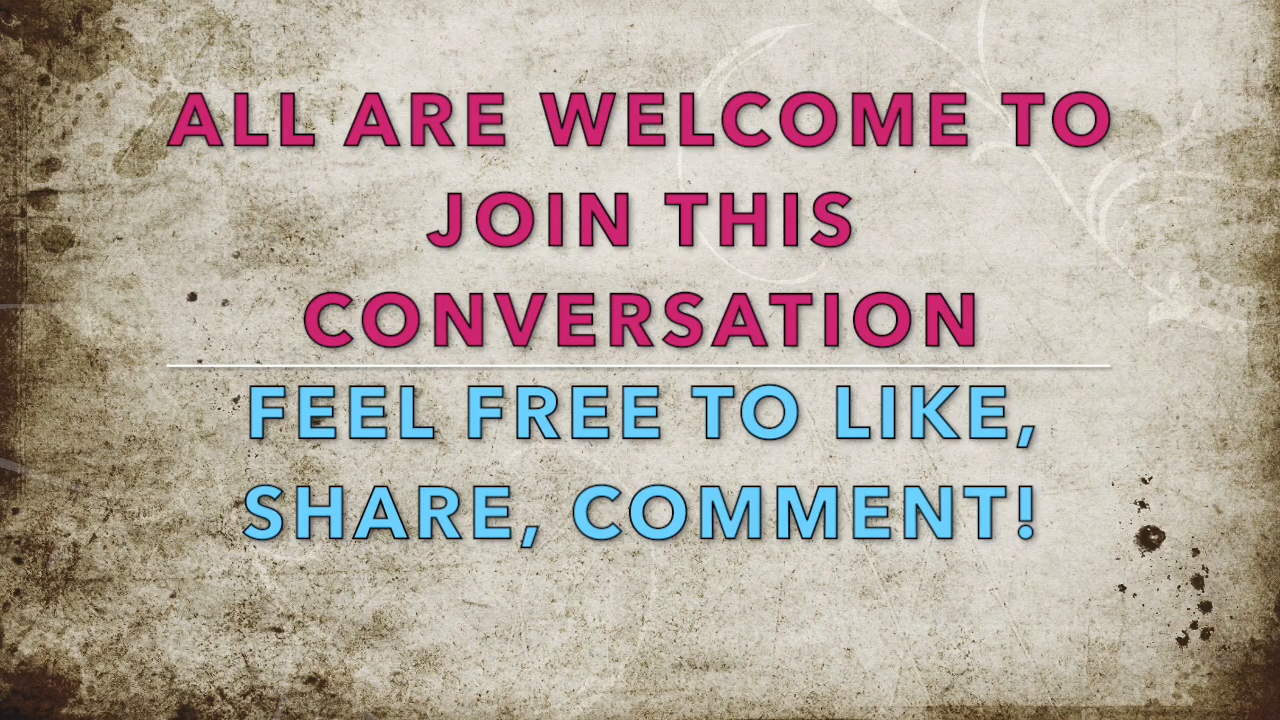 ALL ARE WELCOME TO
JOIN THIS
CONVERSATION
FEEL FREE TO LIKE,
SHARE, COMMENT!